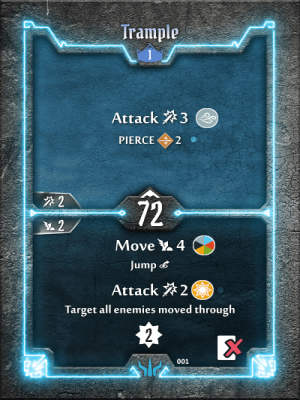 Trample
1
Attack 3
PIERCE 2
2
72
2
Move 4
Jump
Attack 2
Target all enemies moved through
2
001